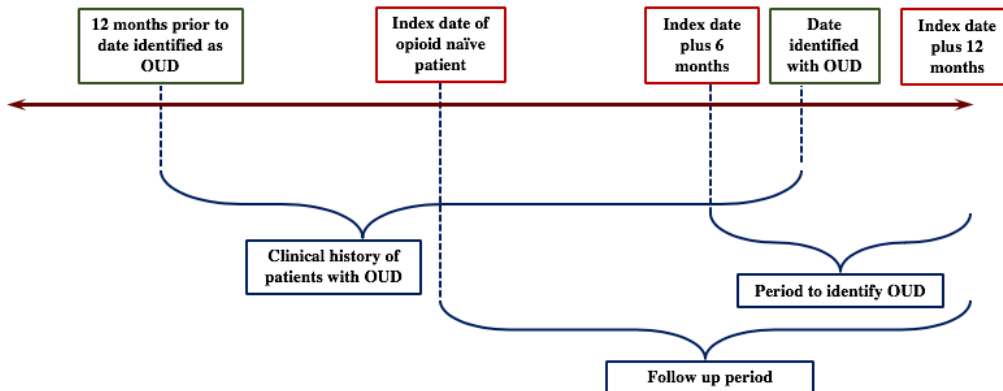 12 months prior to
date identified as
OUD
Index date of
opioid naïve
patient
Index date
plus 6
months
Date
identified
with OUD
Index date
plus 12
months
Clinical history of
patients with OUD
Period to identify OUD
Follow up period